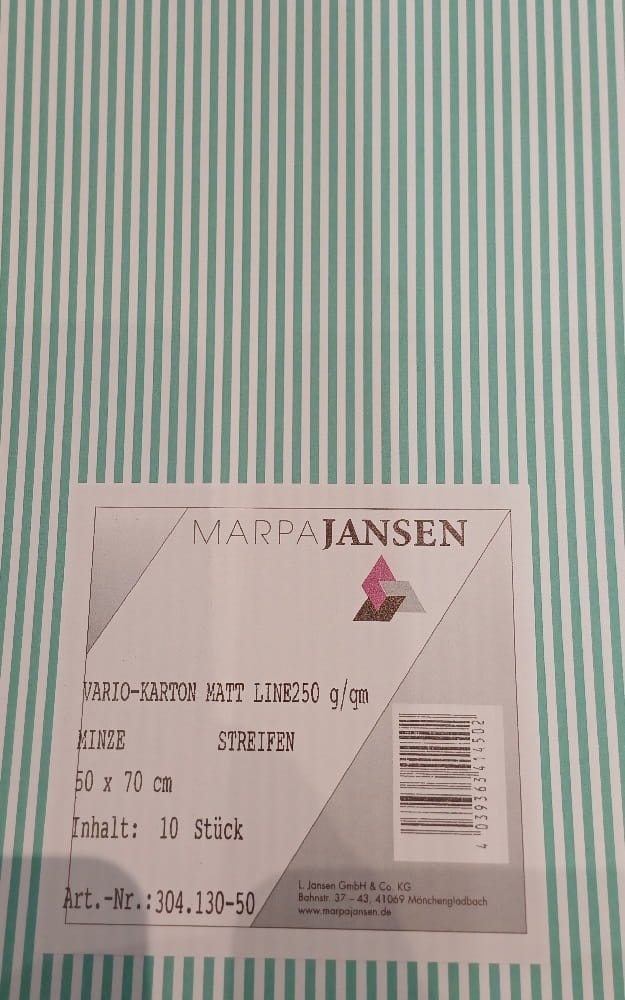 MARPAJANSEN
VARIO-KARTON MATT LINE250 g/qm
MINZE STREIFEN
50 x 70 cm
Inhalt: 10 Stück
Art.-Nr.:304.130-50
4 039363 414502
L. Jansen GmbH & Co. KG
Bahnstr. 37 – 43, 41069 Mönchengladbach
www.marpajansen.de